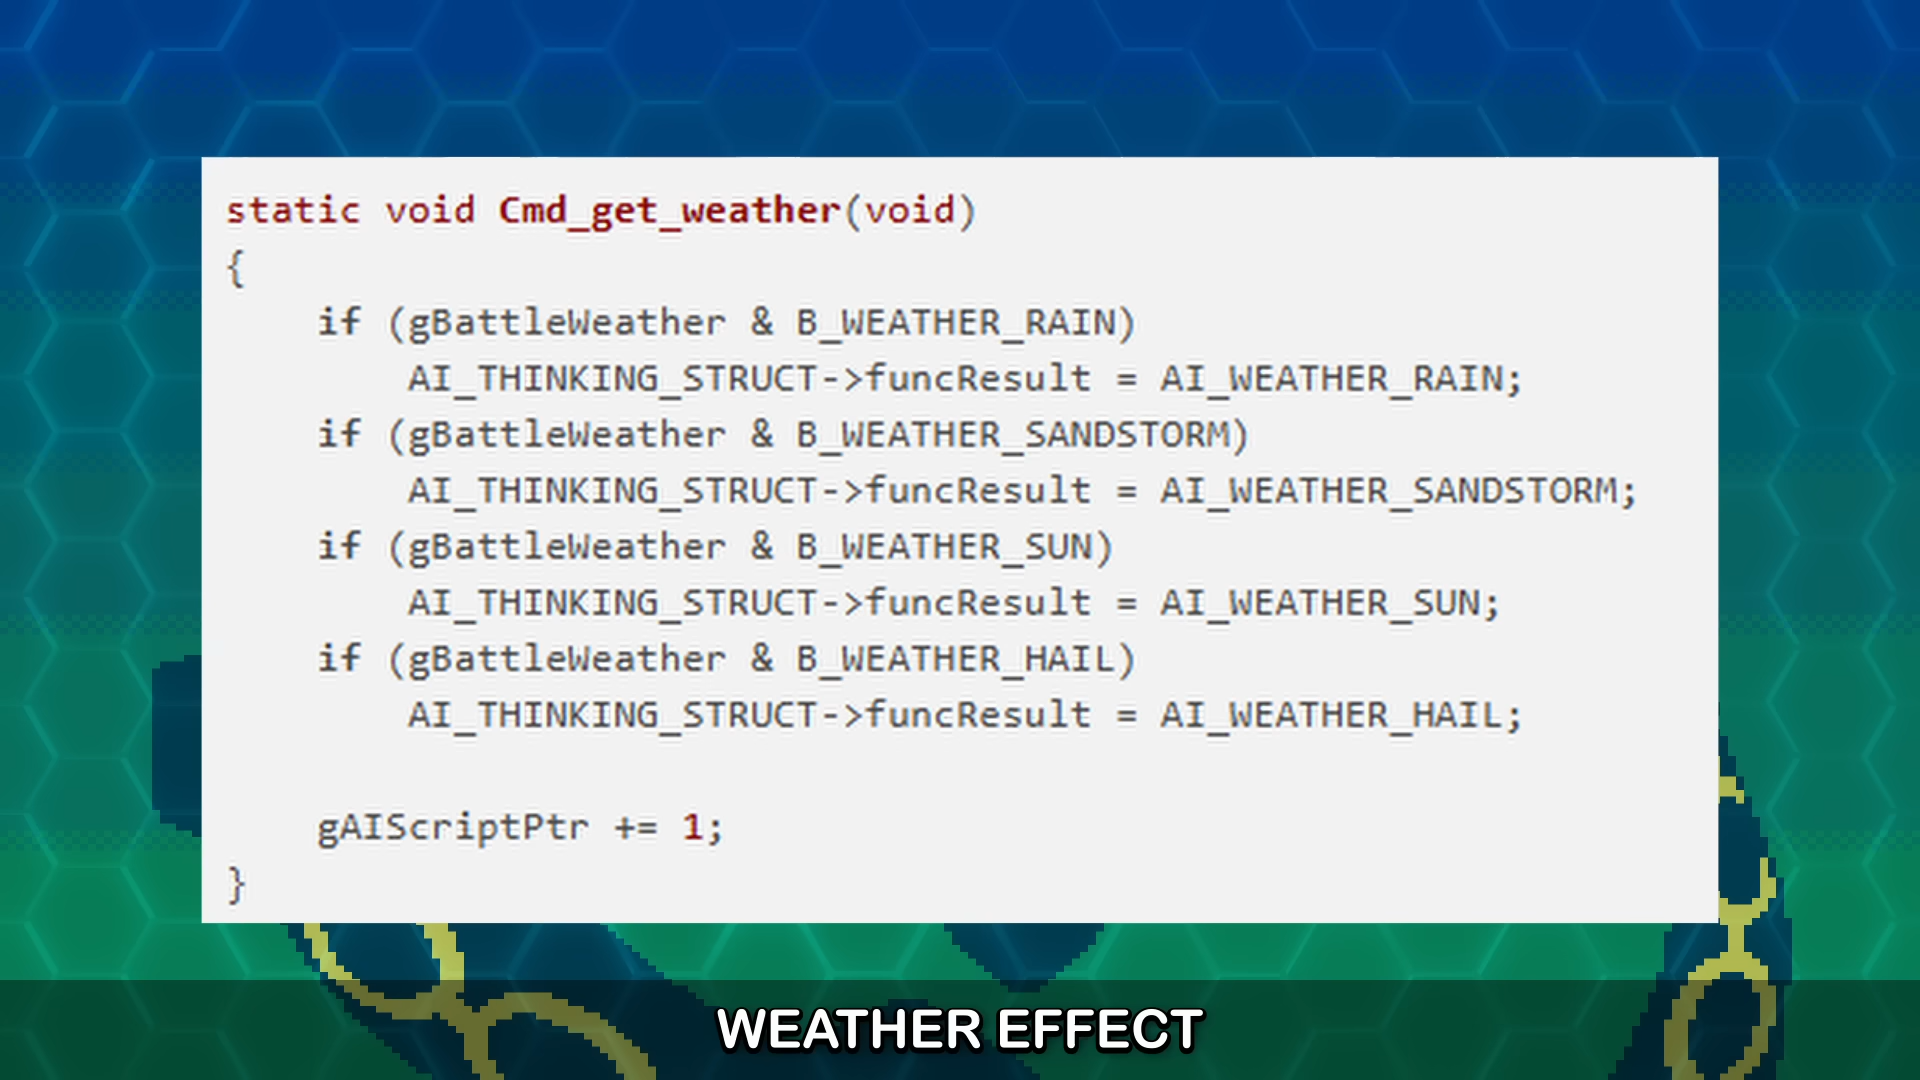 static void Cmd_get_weather(void)
{
    if (gBattleWeather & B_WEATHER_RAIN)
        AI_THINKING_STRUCT->funcResult = AI_WEATHER_RAIN;
    if (gBattleWeather & B_WEATHER_SANDSTORM)
        AI_THINKING_STRUCT->funcResult = AI_WEATHER_SANDSTORM;
    if (gBattleWeather & B_WEATHER_SUN)
        AI_THINKING_STRUCT->funcResult = AI_WEATHER_SUN;
    if (gBattleWeather & B_WEATHER_HAIL)
        AI_THINKING_STRUCT->funcResult = AI_WEATHER_HAIL;

    gAIScriptPtr += 1;
}
WEATHER EFFECT